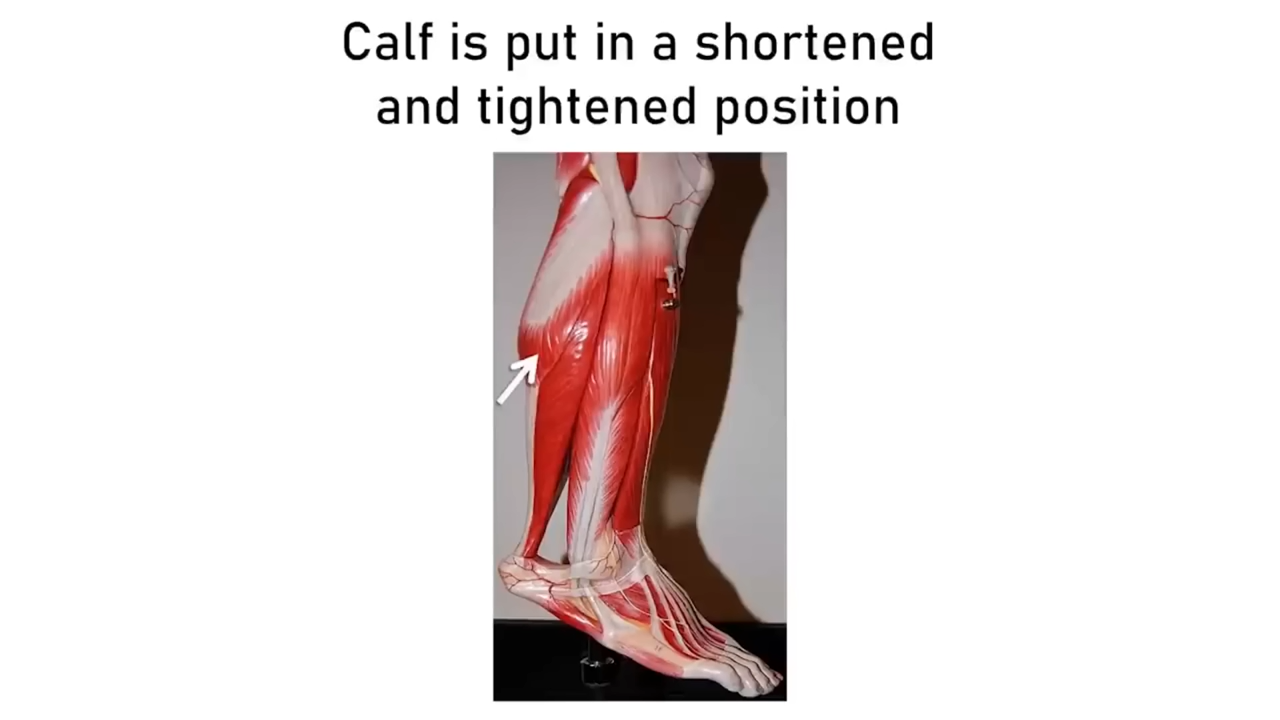 Calf is put in a shortened
and tightened position